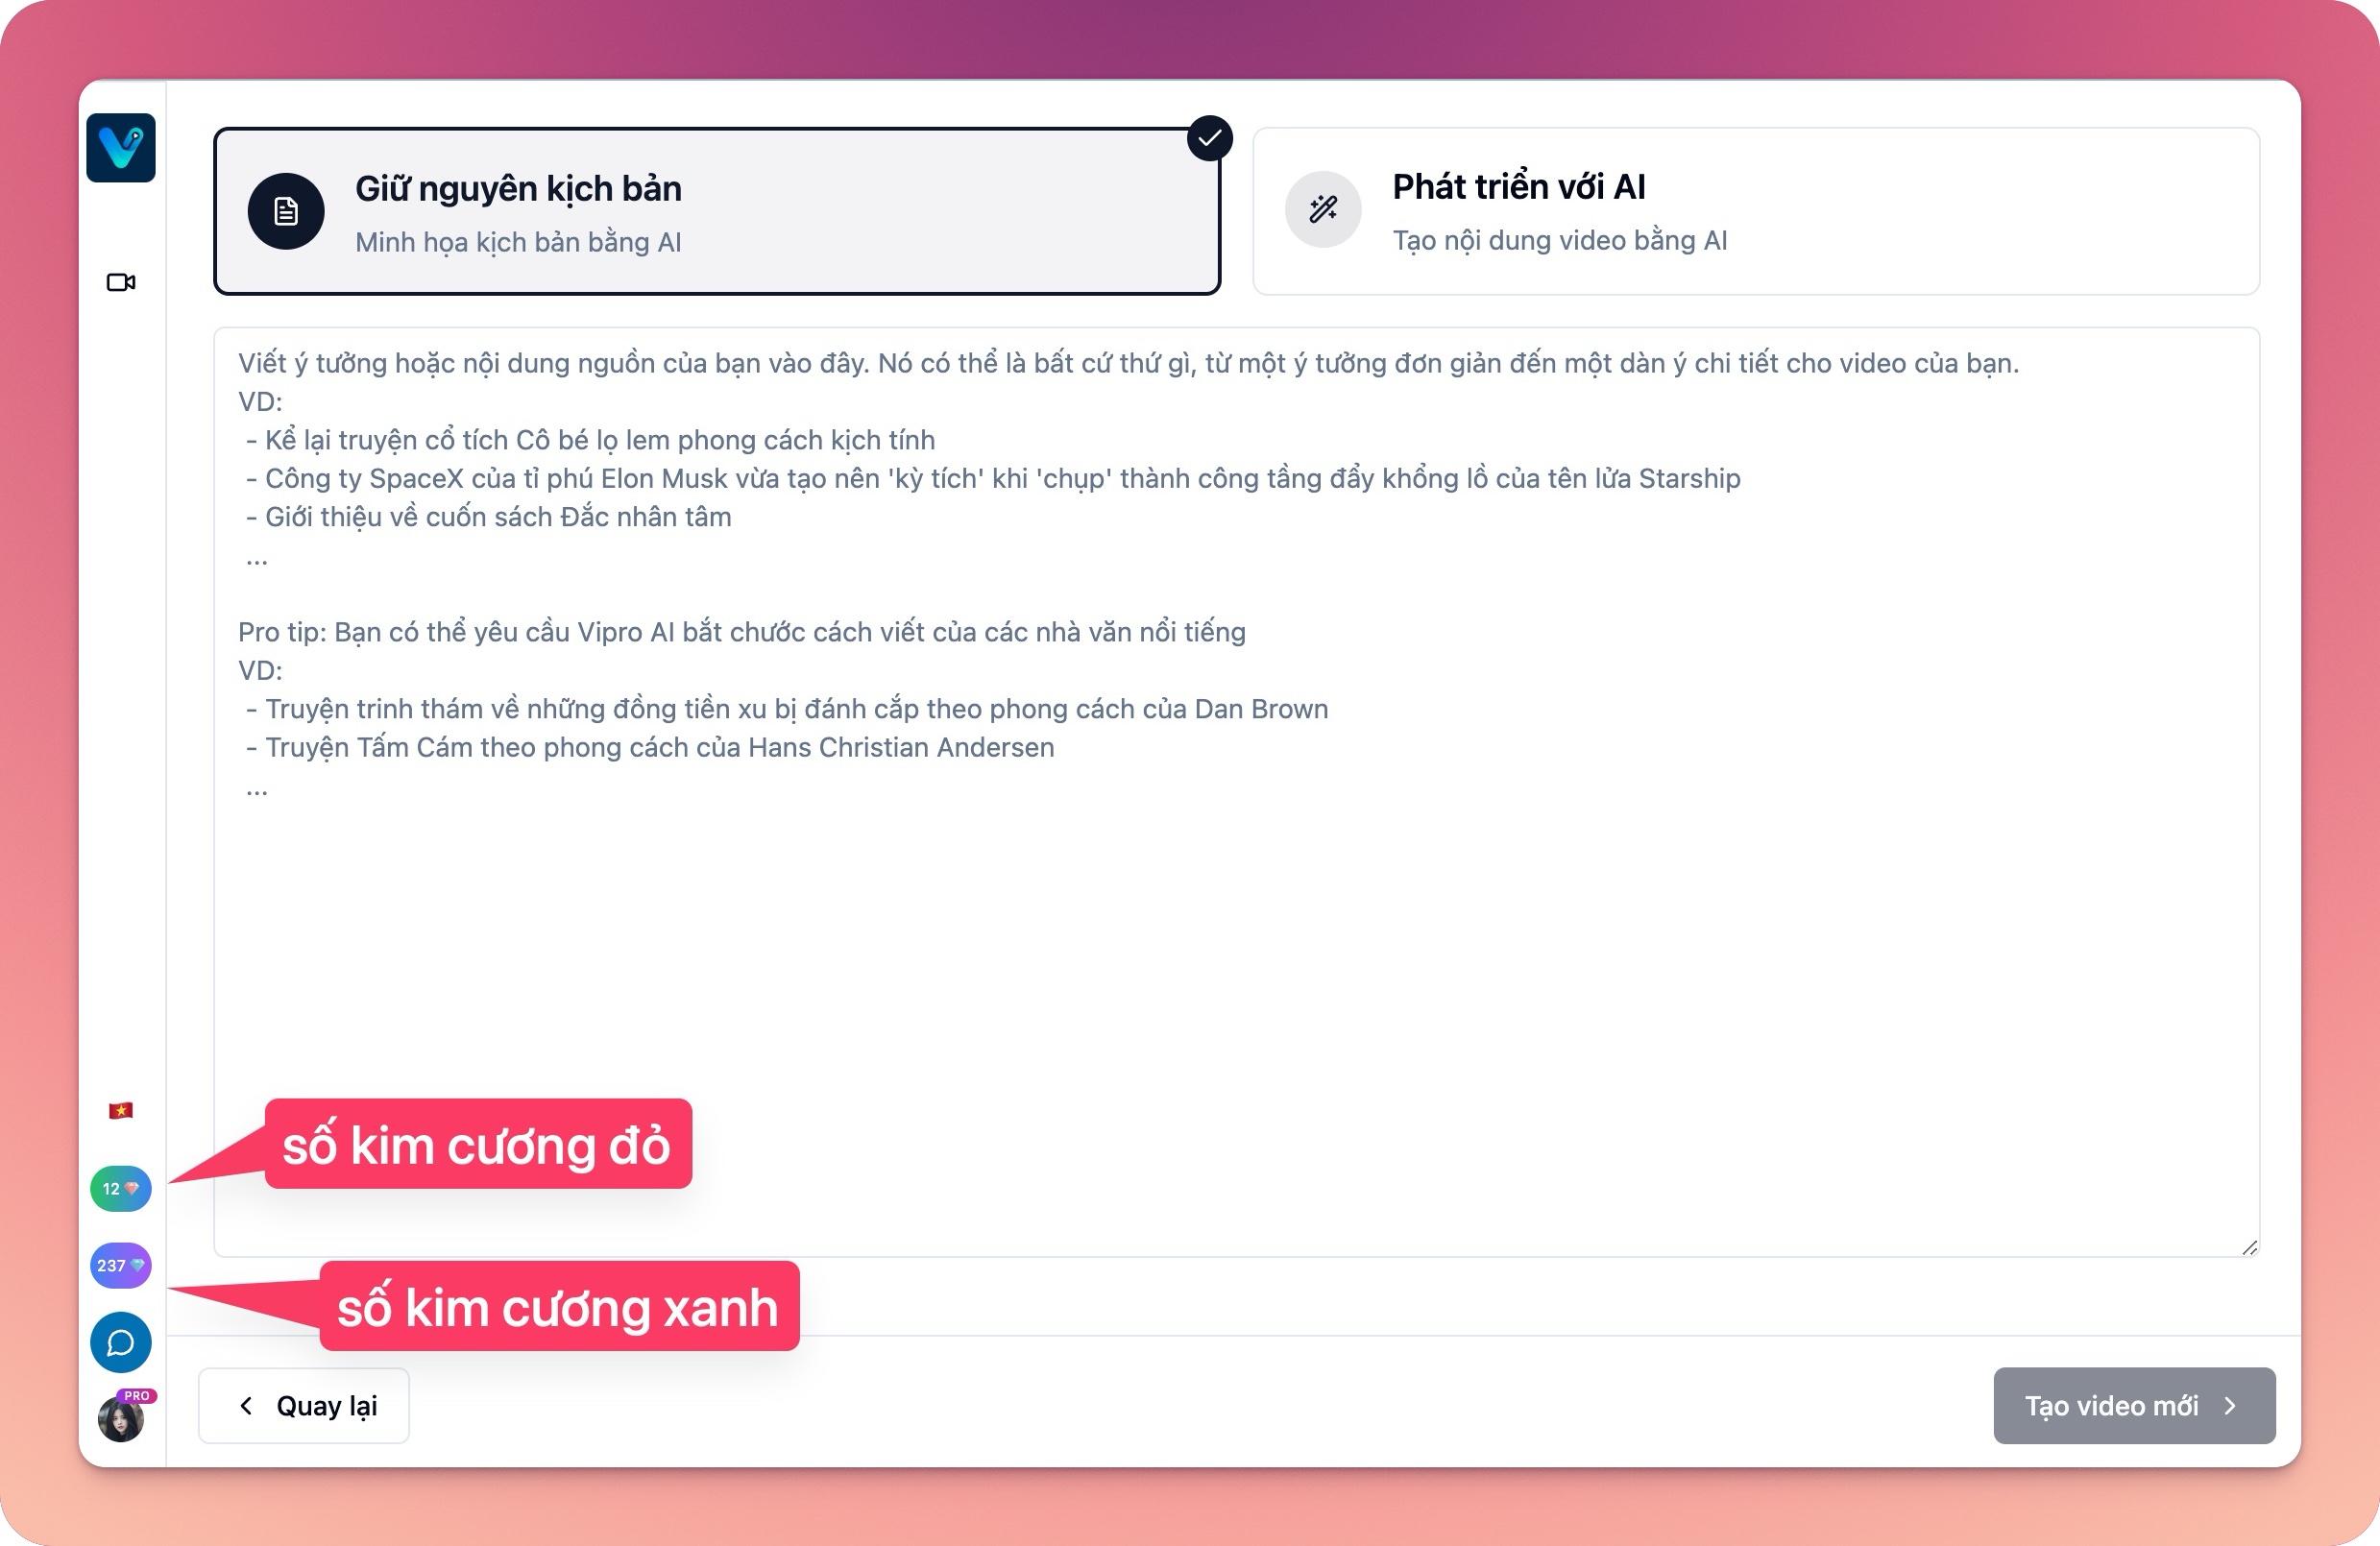 Giữ nguyên kịch bản
Minh họa kịch bản bằng AI
Phát triển với AI
Tạo nội dung video bằng AI
Viết ý tưởng hoặc nội dung nguồn của bạn vào đây. Nó có thể là bất cứ thứ gì, từ một ý tưởng đơn giản đến một dàn ý chi tiết cho video của bạn.
VD:
- Kể lại truyện cổ tích Cô bé lọ lem phong cách kịch tính
- Công ty SpaceX của tỉ phú Elon Musk vừa tạo nên 'kỳ tích' khi 'chụp' thành công tầng đẩy khổng lồ của tên lửa Starship
- Giới thiệu về cuốn sách Đắc nhân tâm
...
Pro tip: Bạn có thể yêu cầu Vipro AI bắt chước cách viết của các nhà văn nổi tiếng
VD:
- Truyện trinh thám về những đồng tiền xu bị đánh cắp theo phong cách của Dan Brown
- Truyện Tấm Cám theo phong cách của Hans Christian Andersen
...
số kim cương đỏ
12
237
số kim cương xanh
PRO
Quay lại
Tạo video mới